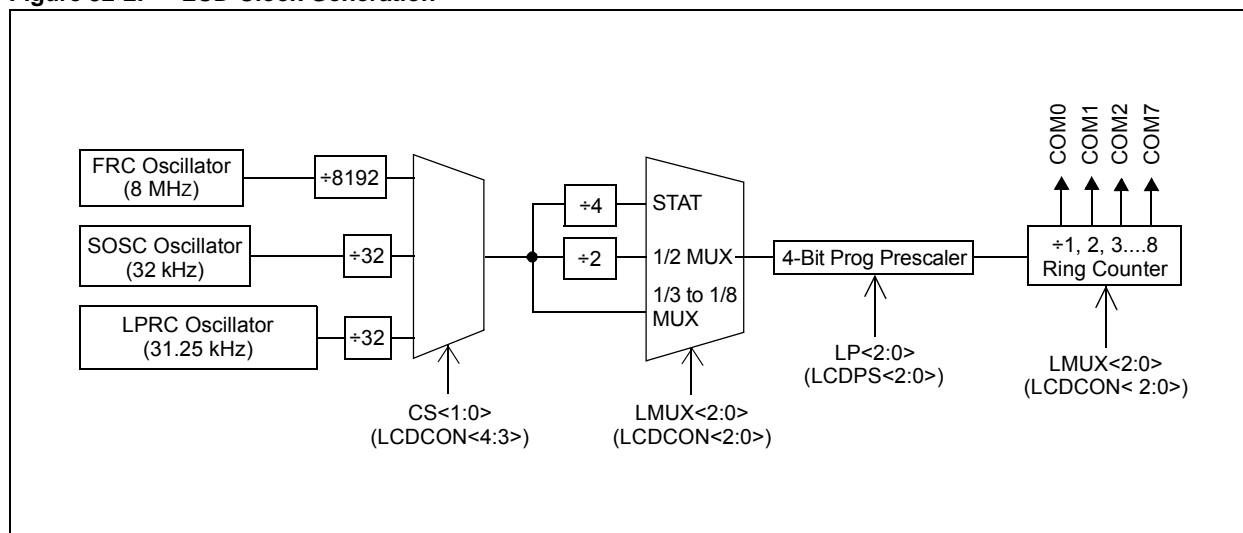 Figure LCD Clock Generation
FRC Oscillator
(8 MHz)
÷8192
SOSC Oscillator
(32 kHz)
÷32
LPRC Oscillator
(31.25 kHz)
÷32
CS<1:0>
(LCDCON<4:3>)
÷4
÷2
STAT
1/2 MUX
1/3 to 1/8
MUX
LMUX<2:0>
(LCDCON<2:0>)
4-Bit Prog Prescaler
LP<2:0>
(LCDPS<2:0>)
COM0
COM1
COM2
COM7
÷1, 2, 3....8
Ring Counter
LMUX<2:0>
(LCDCON< 2:0>)